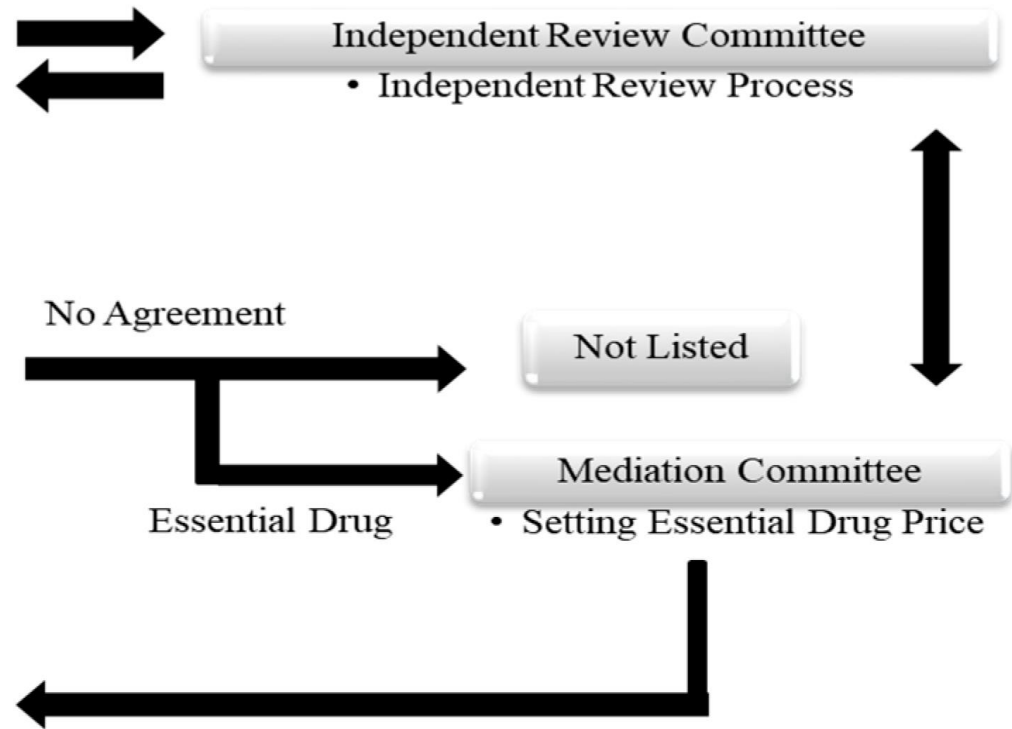 Independent Review Committee
• Independent Review Process
No Agreement
Not Listed
Mediation Committee
Essential Drug
• Setting Essential Drug Price